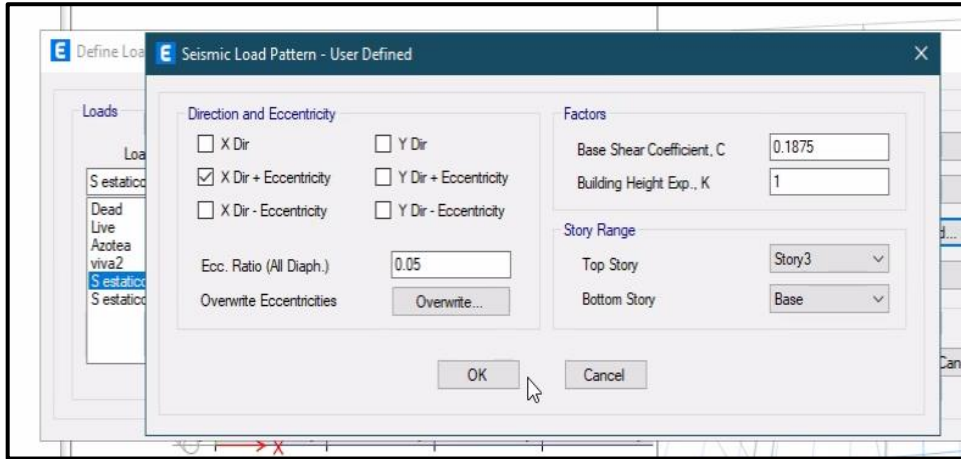 E Define Loa
E Seismic Load Pattern - User Defined
Loads
Loa
S estatico
Dead
Live
Azotea
viva2
S estatico
S estatico
Direction and Eccentricity
X Dir
Y Dir
X Dir + Eccentricity
Y Dir + Eccentricity
X Dir - Eccentricity
Y Dir - Eccentricity
Ecc. Ratio (All Diaph.) 0.05
Overwrite Eccentricities Overwrite...
Factors
Base Shear Coefficient, C 0.1875
Building Height Exp., K 1
Story Range
Top Story Story3
Bottom Story Base
OK
Cancel
d...
Can
X